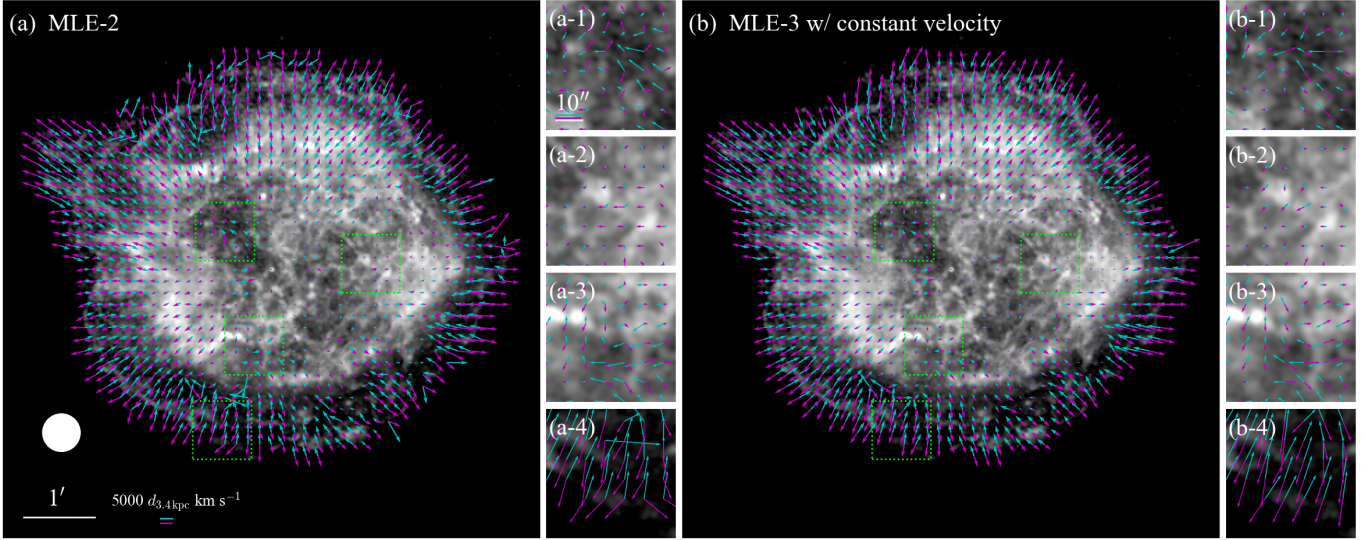 (a) MLE-2
(a-1)
10″
(a-2)
(a-3)
(a-4)
1′
5000 d₃.₄ₖₚ꜀ km s⁻¹
(b) MLE-3 w/ constant velocity
(b-1)
(b-2)
(b-3)
(b-4)